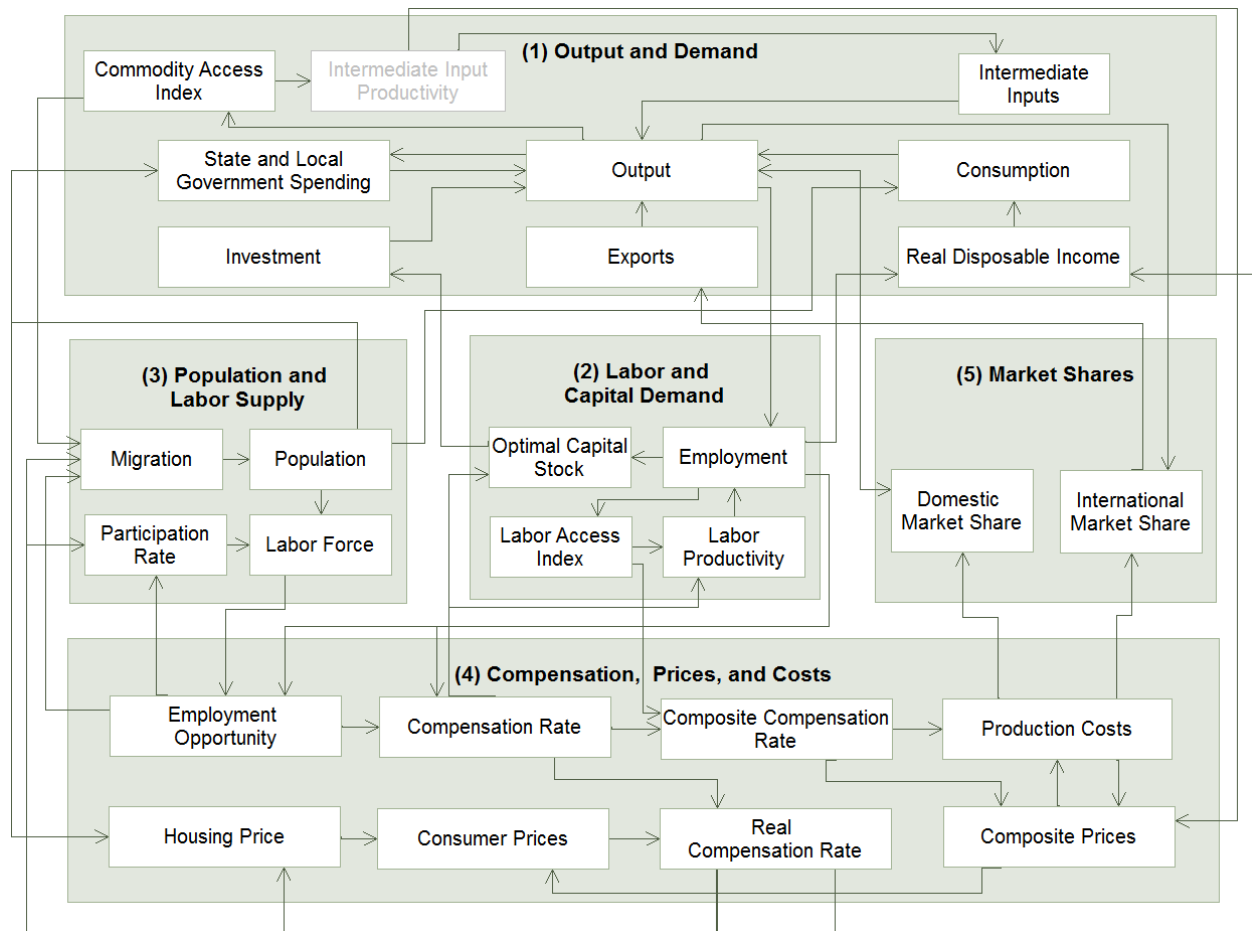 (1) Output and Demand
Commodity Access
Index
Intermediate Input
Productivity
Intermediate
Inputs
State and Local
Government Spending
Output
Consumption
Investment
Exports
Real Disposable Income
(3) Population and
Labor Supply
Migration
Population
Participation
Rate
Labor Force
(2) Labor and
Capital Demand
Optimal Capital
Stock
Employment
Labor Access
Index
Labor
Productivity
(5) Market Shares
Domestic
Market Share
International
Market Share
(4) Compensation, Prices, and Costs
Employment
Opportunity
Compensation Rate
Composite Compensation
Rate
Production Costs
Housing Price
Consumer Prices
Real
Compensation Rate
Composite Prices